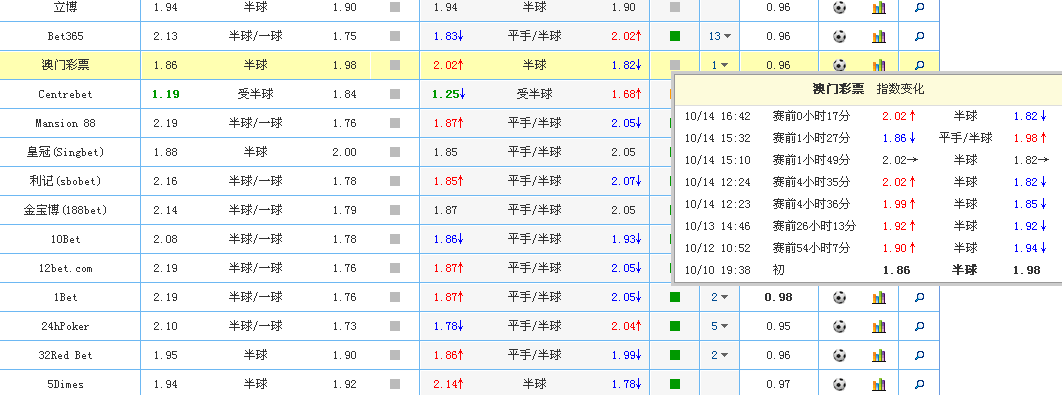 立博 1.94 半球 1.90 1.94 半球 1.90 0.96
Bet365 2.13 半球/一球 1.75 1.83↓ 平手/半球 2.02↑ 13 0.96
澳门彩票 1.86 半球 1.98 2.02↑ 半球 1.82↓ 1 0.96
Centrebet 1.19 受半球 1.84 1.25↓ 受半球 1.68↑
Mansion 88 2.19 半球/一球 1.76 1.87↑ 平手/半球 2.05↓
皇冠(Singbet) 1.88 半球 2.00 1.85 平手/半球 2.05
利记(sbobet) 2.16 半球/一球 1.78 1.85↑ 平手/半球 2.07↓
金宝博(188bet) 2.14 半球/一球 1.79 1.87 平手/半球 2.05
10Bet 2.08 半球/一球 1.78 1.86↓ 平手/半球 1.93↓
12bet.com 2.19 半球/一球 1.76 1.87↑ 平手/半球 2.05↓
1Bet 2.19 半球/一球 1.76 1.87↑ 平手/半球 2.05↓ 2 0.98
24hPoker 2.10 半球/一球 1.73 1.78↓ 平手/半球 2.04↑ 5 0.95
32Red Bet 1.95 半球 1.90 1.86↑ 平手/半球 1.99↓ 2 0.96
5Dimes 1.94 半球 1.92 2.14↑ 半球 1.78↓ 0.97
澳门彩票 指数变化
10/14 16:42 赛前0小时17分 2.02↑ 半球 1.82↓
10/14 15:32 赛前1小时27分 1.86↓ 平手/半球 1.98↑
10/14 15:10 赛前1小时49分 2.02→ 半球 1.82→
10/14 12:24 赛前4小时35分 2.02↑ 半球 1.82↓
10/14 12:23 赛前4小时36分 1.99↑ 半球 1.85↓
10/13 14:46 赛前26小时13分 1.92↑ 半球 1.92↓
10/12 10:52 赛前54小时7分 1.90↑ 半球 1.94↓
10/10 19:38 初 1.86 半球 1.98